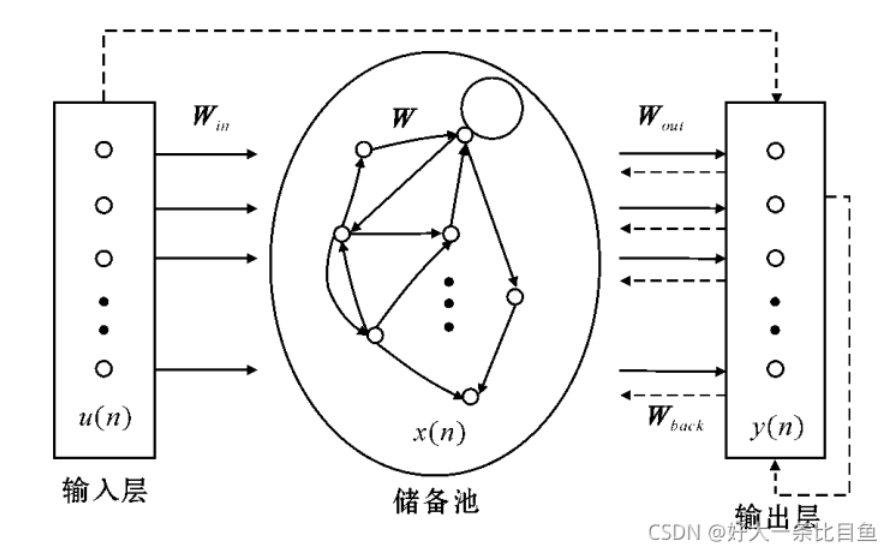 W_in
W
W_out
u(n)
x(n)
W_back
y(n)
输入层
储备池
输出层
CSDN @好人一条比目鱼